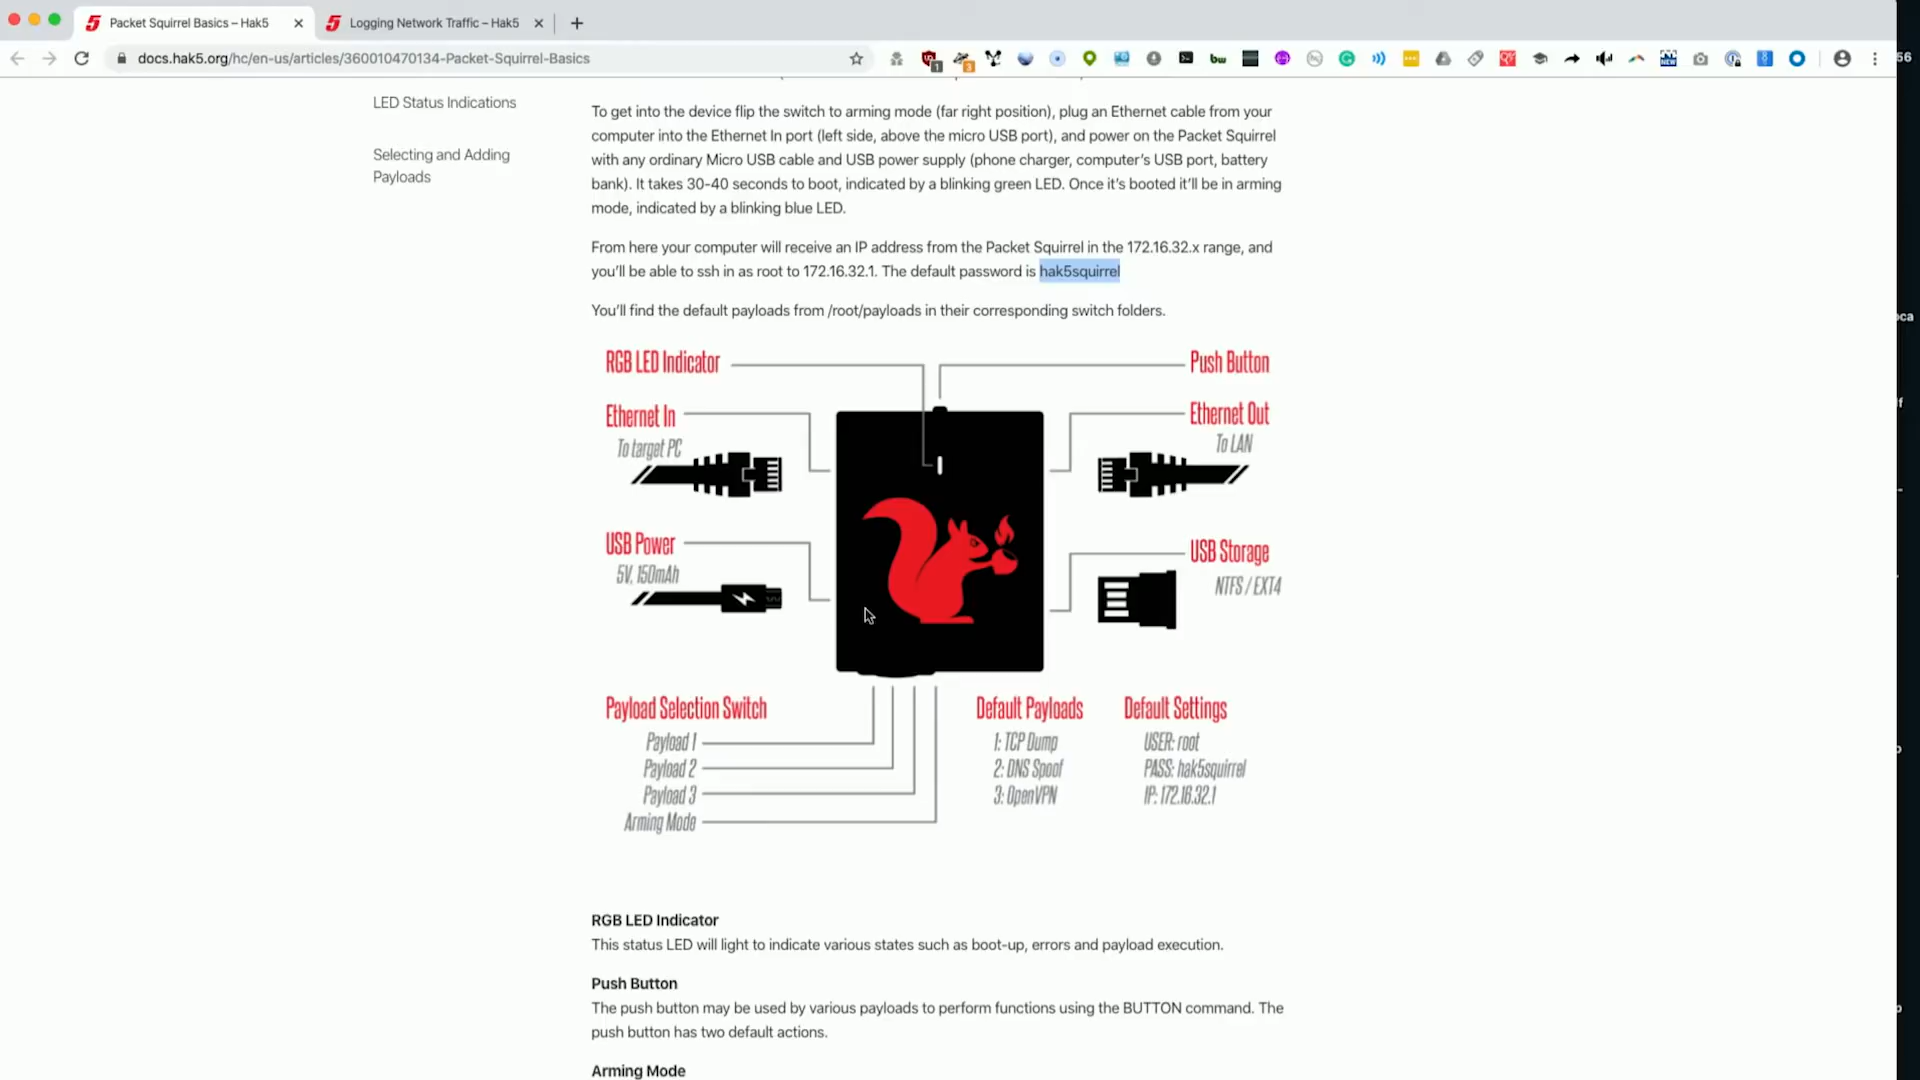 Packet Squirrel Basics – Hak5
Logging Network Traffic – Hak5
docs.hak5.org/hc/en-us/articles/360010470134-Packet-Squirrel-Basics
LED Status Indications
Selecting and Adding
Payloads
To get into the device flip the switch to arming mode (far right position), plug an Ethernet cable from your
computer into the Ethernet In port (left side, above the micro USB port), and power on the Packet Squirrel
with any ordinary Micro USB cable and USB power supply (phone charger, computer's USB port, battery
bank). It takes 30-40 seconds to boot, indicated by a blinking green LED. Once it's booted it'll be in arming
mode, indicated by a blinking blue LED.
From here your computer will receive an IP address from the Packet Squirrel in the 172.16.32.x range, and
you'll be able to ssh in as root to 172.16.32.1. The default password is hak5squirrel
You'll find the default payloads from /root/payloads in their corresponding switch folders.
RGB LED Indicator
Push Button
Ethernet In
To target PC
Ethernet Out
To LAN
USB Power
5V, 150mAh
USB Storage
NTFS / EXT4
Payload Selection Switch
Payload 1
Payload 2
Payload 3
Arming Mode
Default Payloads
1: TCP Dump
2: DNS Spoof
3: OpenVPN
Default Settings
USER: root
PASS: hak5squirrel
IP: 172.16.32.1
RGB LED Indicator
This status LED will light to indicate various states such as boot-up, errors and payload execution.
Push Button
The push button may be used by various payloads to perform functions using the BUTTON command. The
push button has two default actions.
Arming Mode